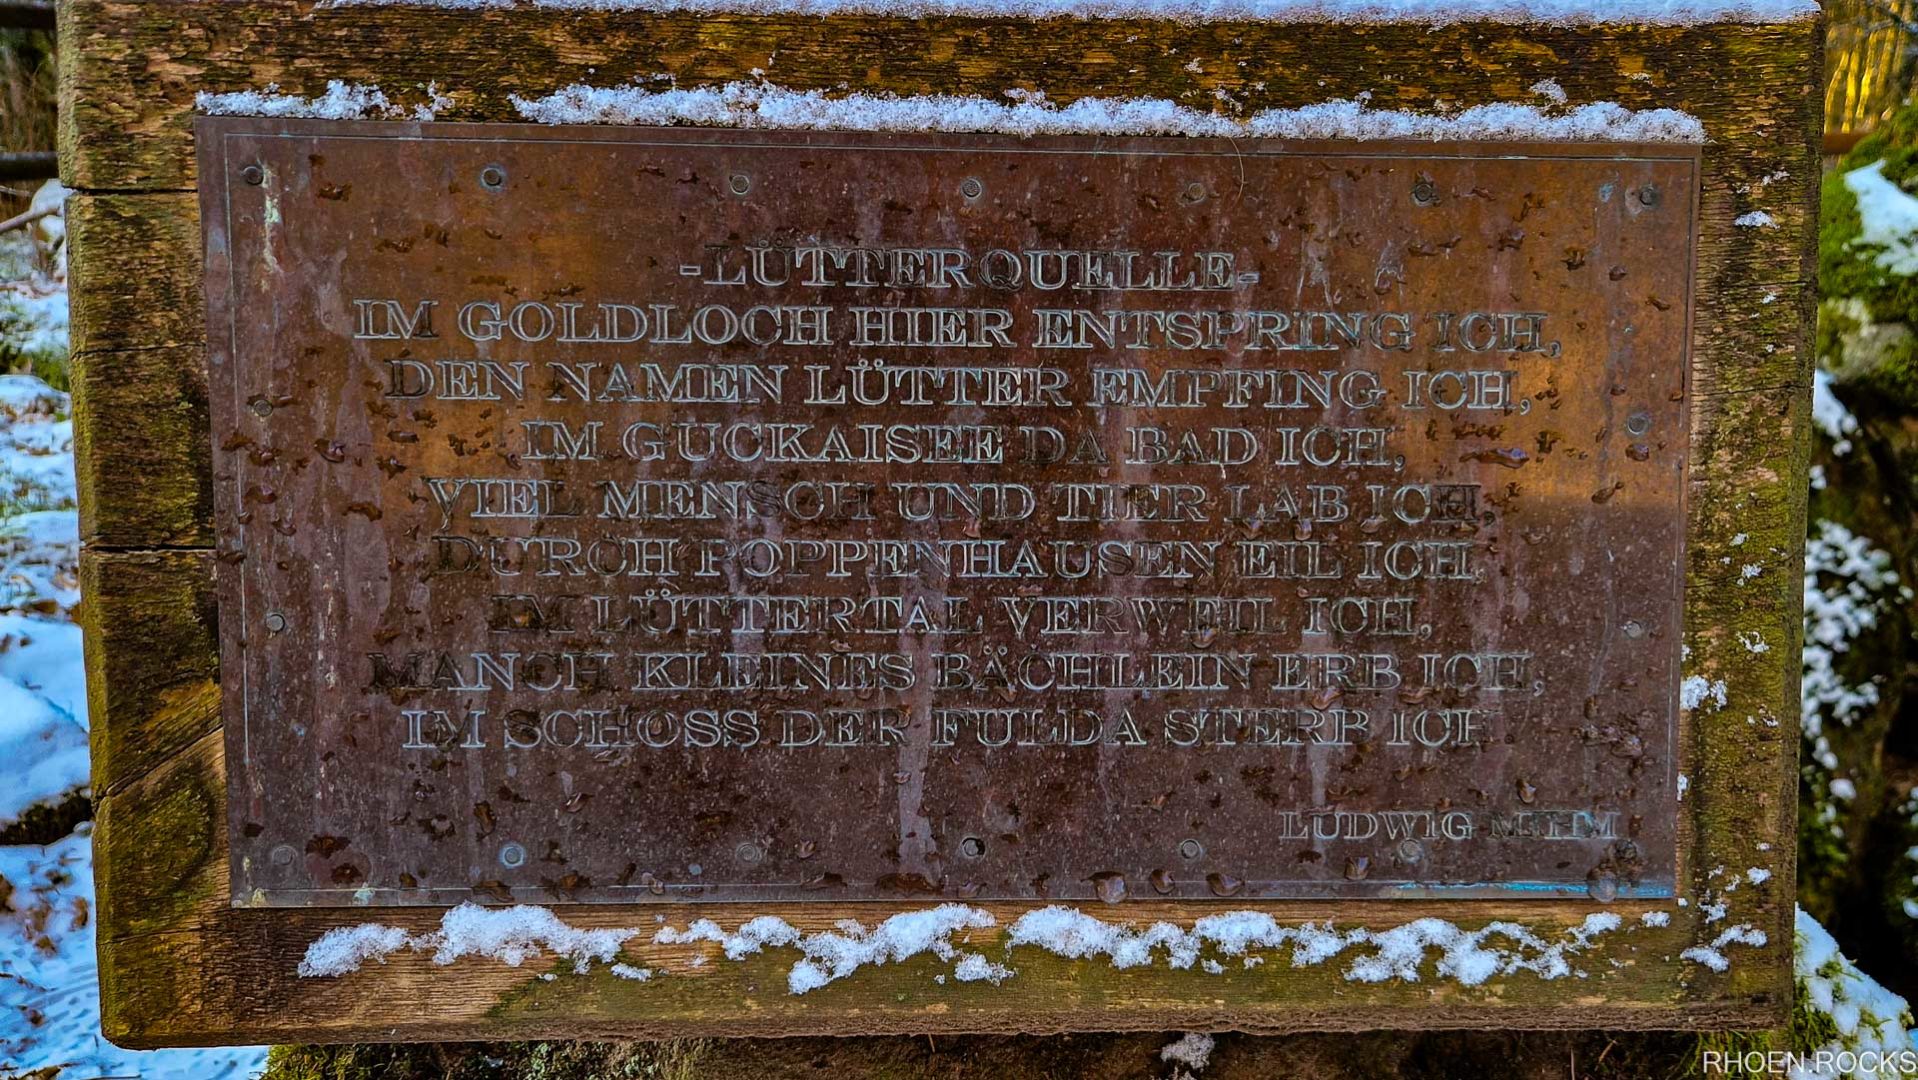 -LÜTTERQUELLE-
IM GOLDLOCH HIER ENTSPRING ICH,
DEN NAMEN LÜTTER EMPFING ICH,
IM GUCKAISEE DA BAD ICH,
VIEL MENSCH UND TIER LAB ICH,
DURCH POPPENHAUSEN EIL ICH,
IM LÜTTERTAL VERWEIL ICH,
MANCH KLEINES BÄCHLEIN ERB ICH,
IM SCHOSS DER FULDA STERB ICH
LUDWIG
RHOEN.ROCKS